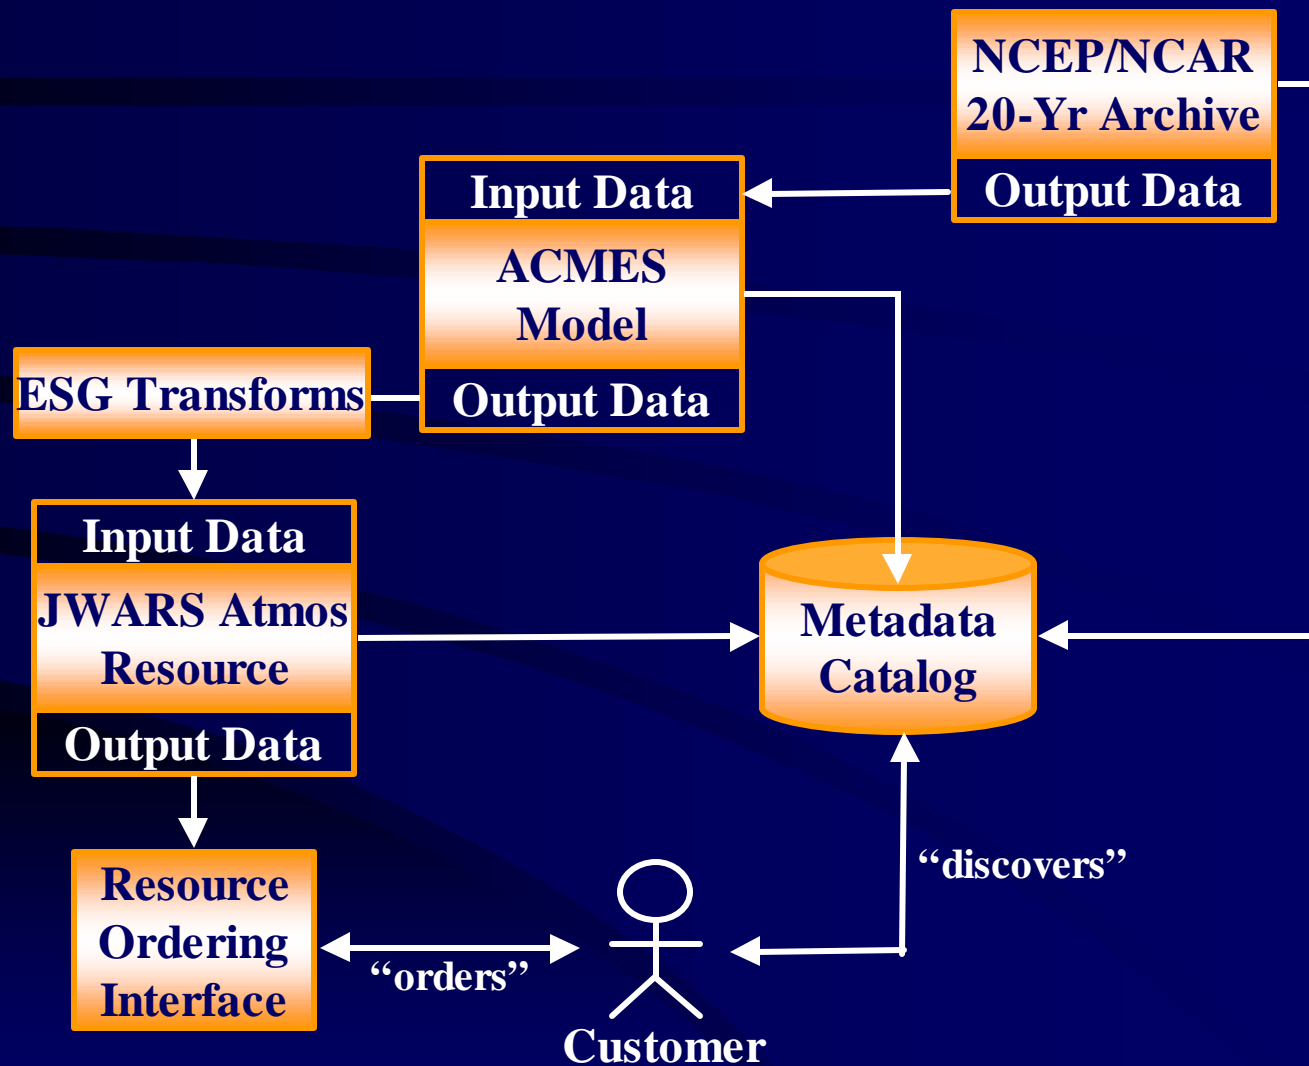 NCEP/NCAR
20-Yr Archive
Output Data
Input Data
ACMES
Model
Output Data
ESG Transforms
Input Data
JWARS Atmos
Resource
Output Data
Metadata
Catalog
Resource
Ordering
Interface
“orders”
“discovers”
Customer